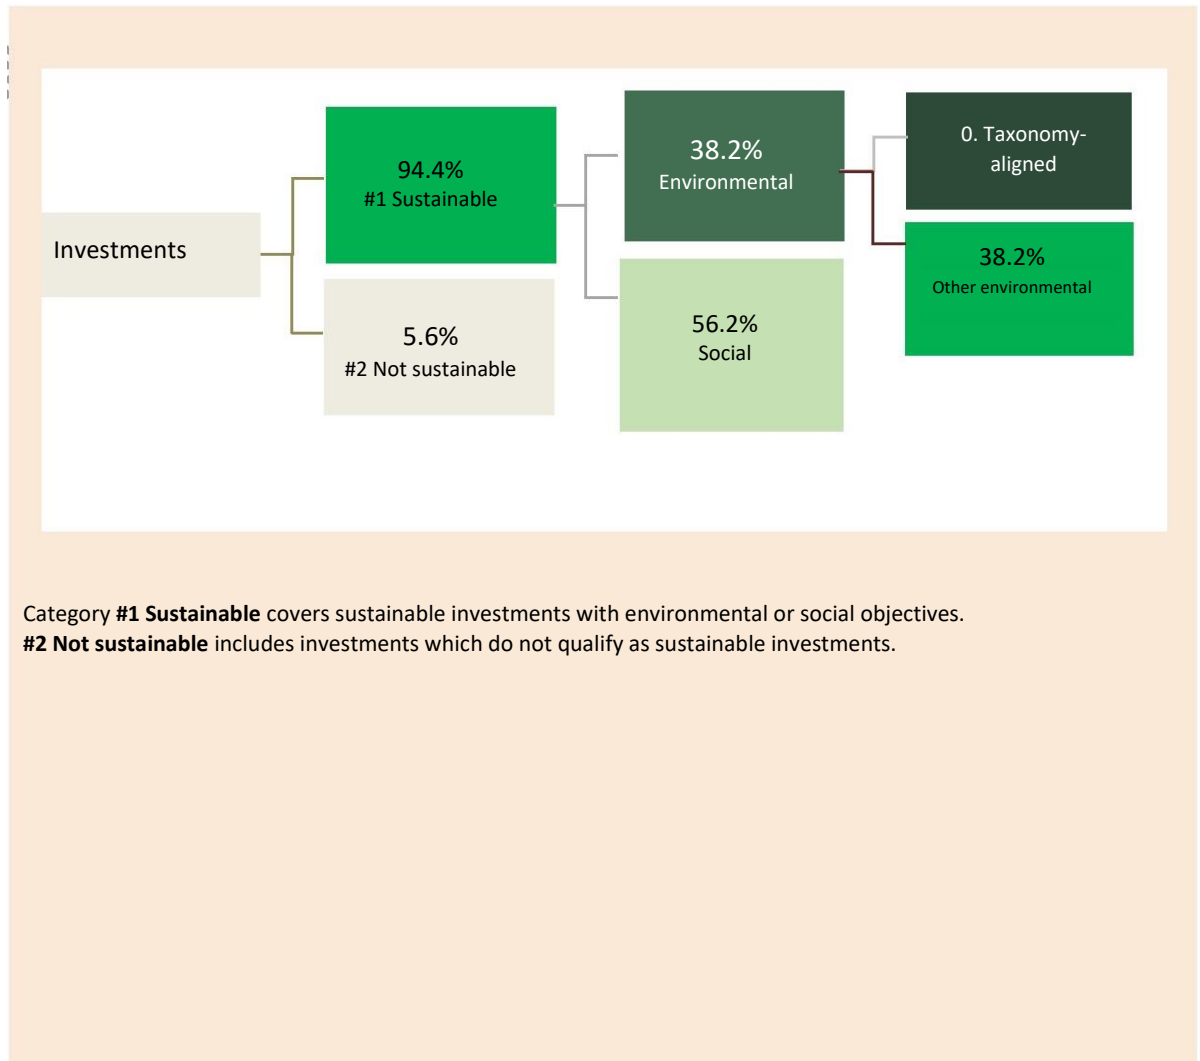 Investments
94.4%
#1 Sustainable
5.6%
#2 Not sustainable
38.2%
Environmental
56.2%
Social
0. Taxonomy-
aligned
38.2%
Other environmental
Category #1 Sustainable covers sustainable investments with environmental or social objectives.
#2 Not sustainable includes investments which do not qualify as sustainable investments.